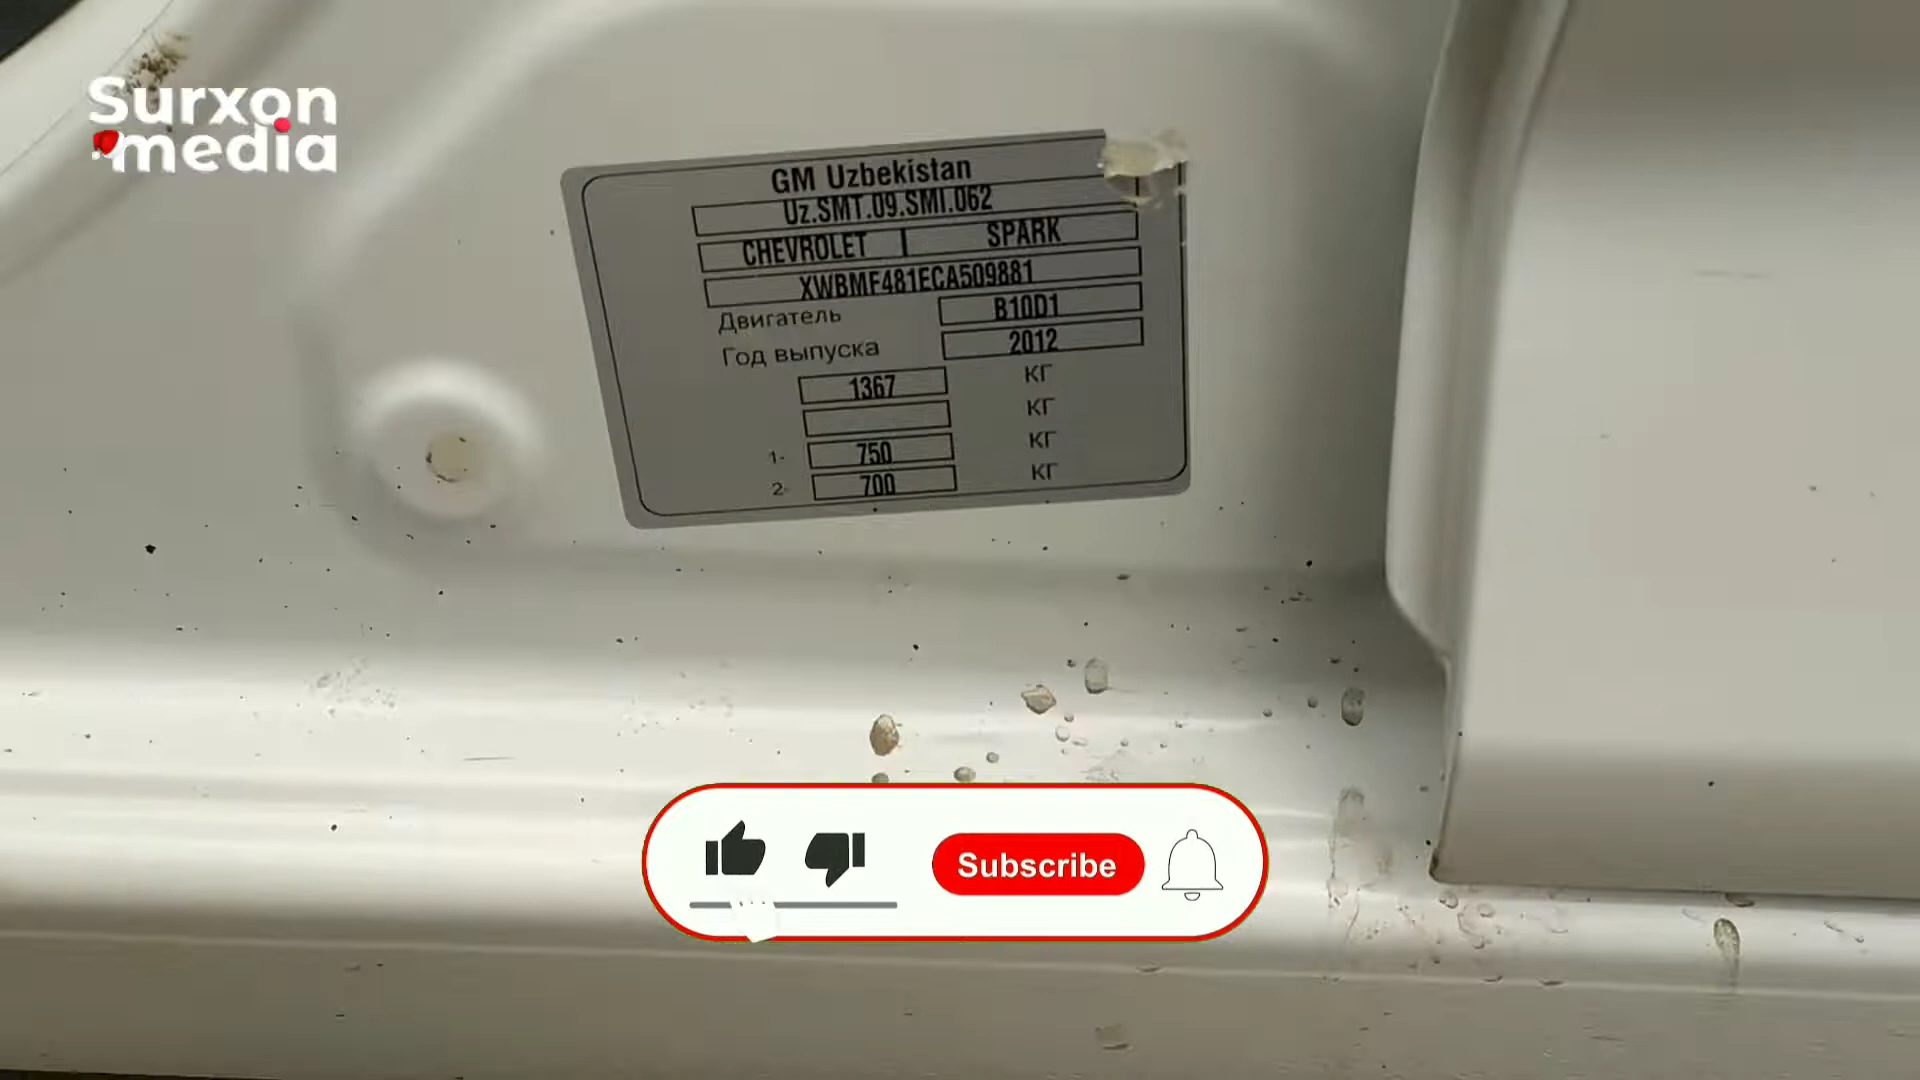 Surxon
media
GM Uzbekistan
Uz.SMT.09.SMI.062
CHEVROLET SPARK
XWBMF481ECA509881
Двигатель B10D1
Год выпуска 2012
1367 КГ
КГ
1- 750 КГ
2- 700 КГ
Subscribe